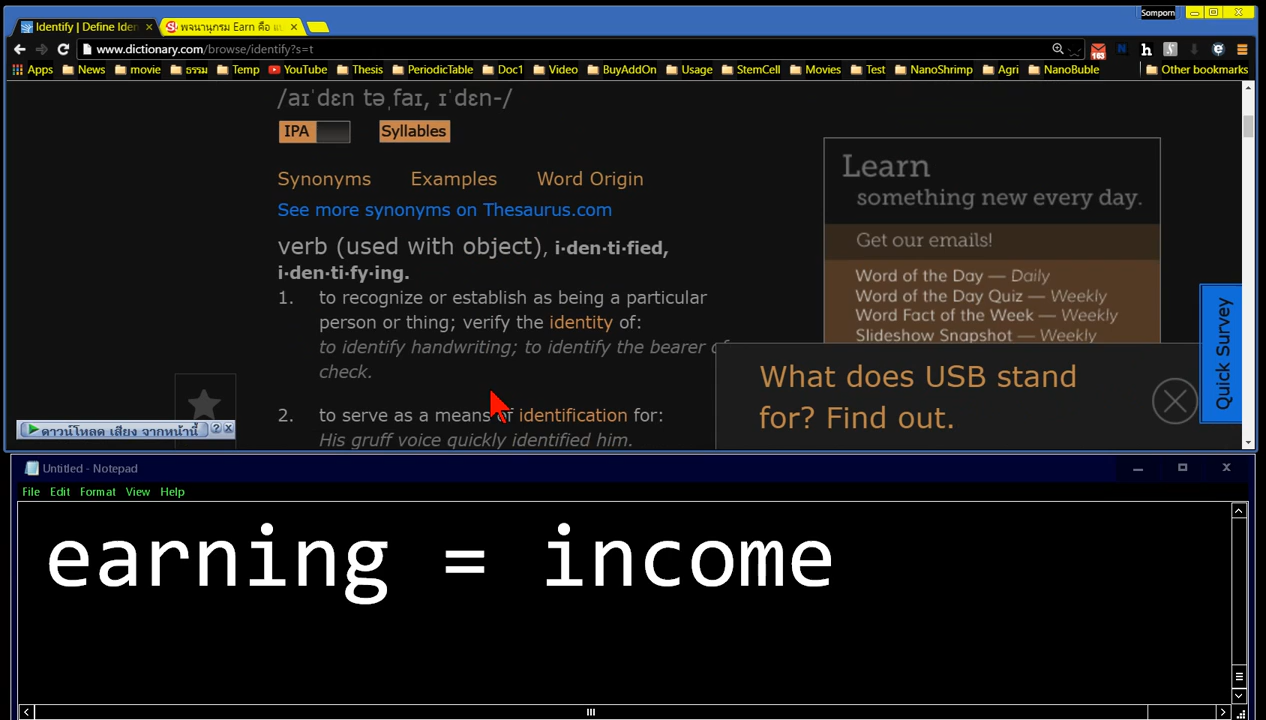 Somporn
Identify | Define Iden
พจนานุกรม Earn คือ แป
www.dictionary.com/browse/identify?s=t
163
Apps News movie ธรรม Temp YouTube Thesis PeriodicTable Doc1 Video BuyAddOn Usage StemCell Movies Test NanoShrimp Agri NanoBuble Other bookmarks
/aɪˈdɛn təˌfaɪ, ɪˈdɛn-/
IPA Syllables
Synonyms Examples Word Origin
See more synonyms on Thesaurus.com
verb (used with object), i·den·ti·fied,
i·den·ti·fy·ing.
1. to recognize or establish as being a particular
person or thing; verify the identity of:
to identify handwriting; to identify the bearer of
check.
2. to serve as a means of identification for:
His gruff voice quickly identified him.
Learn
something new every day.
Get our emails!
Word of the Day — Daily
Word of the Day Quiz — Weekly
Word Fact of the Week — Weekly
Slideshow Snapshot — Weekly
What does USB stand
for? Find out.
Quick Survey
ดาวน์โหลด เสียง จากหน้านี้ ? X
Untitled - Notepad
File Edit Format View Help
earning = income